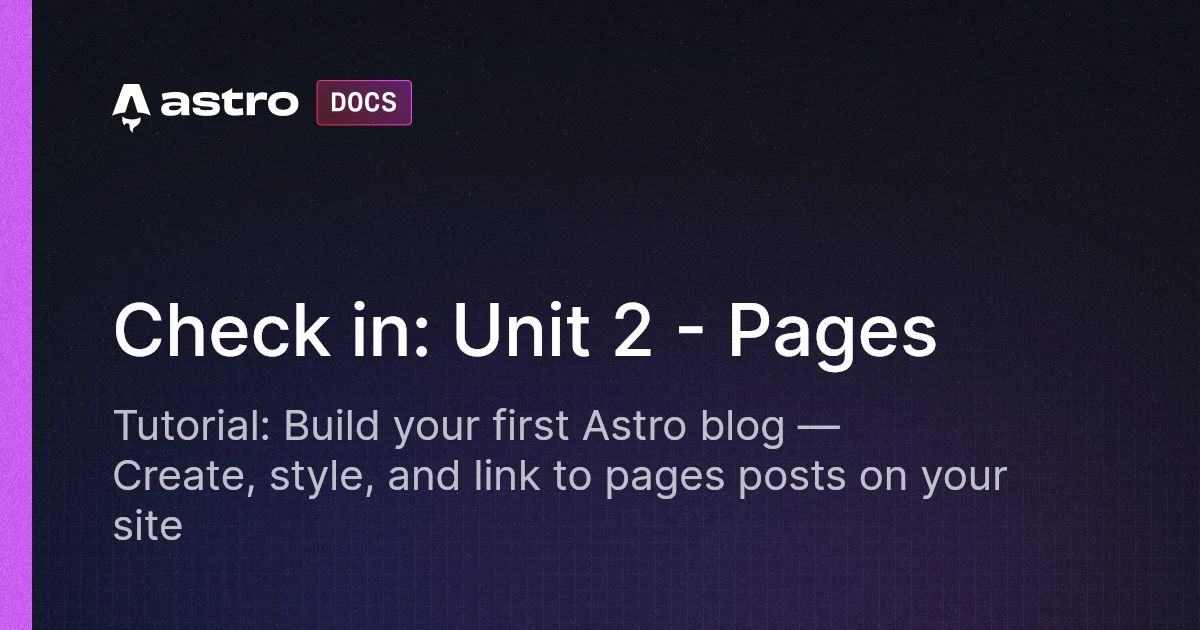 astro DOCS
Check in: Unit 2 - Pages
Tutorial: Build your first Astro blog —
Create, style, and link to pages posts on your
site